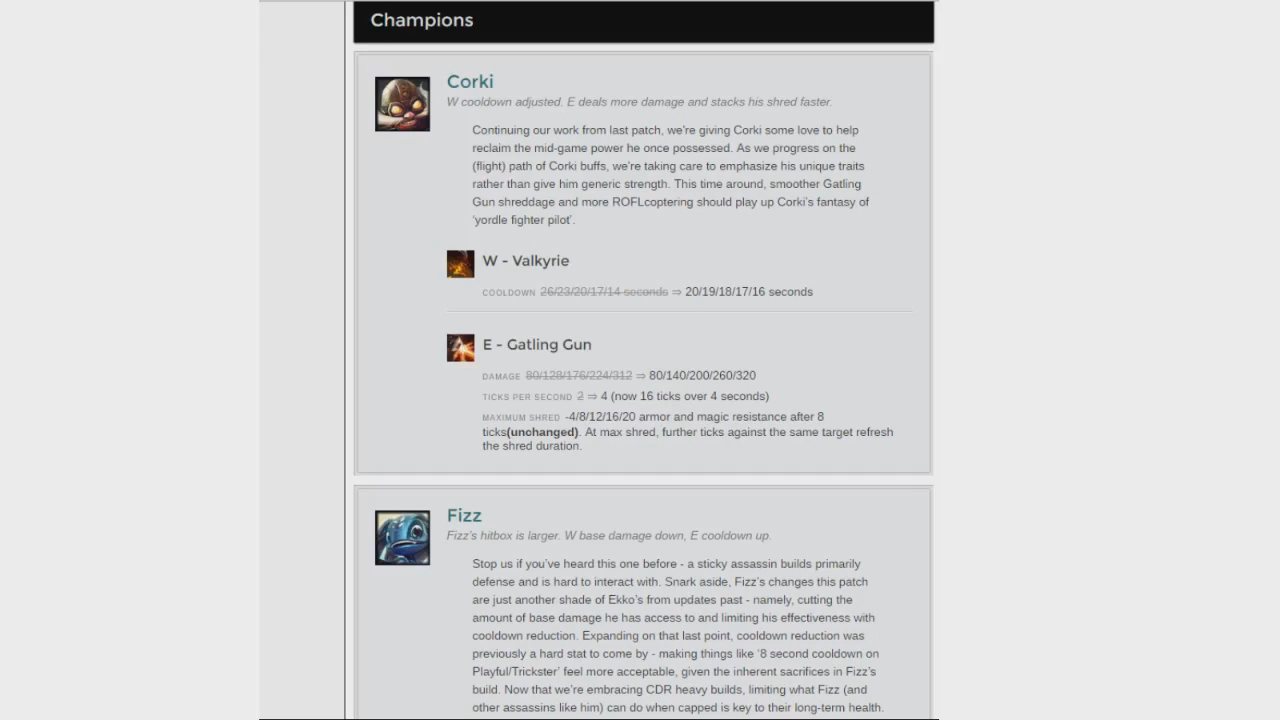 Champions
Corki
W cooldown adjusted. E deals more damage and stacks his shred faster.
Continuing our work from last patch, we're giving Corki some love to help
reclaim the mid-game power he once possessed. As we progress on the
(flight) path of Corki buffs, we're taking care to emphasize his unique traits
rather than give him generic strength. This time around, smoother Gatling
Gun shreddage and more ROFLcoptering should play up Corki's fantasy of
'yordle fighter pilot'.
W - Valkyrie
COOLDOWN 26/23/20/17/14 seconds ⇒ 20/19/18/17/16 seconds
E - Gatling Gun
DAMAGE 80/128/176/224/312 ⇒ 80/140/200/260/320
TICKS PER SECOND 2 ⇒ 4 (now 16 ticks over 4 seconds)
MAXIMUM SHRED -4/8/12/16/20 armor and magic resistance after 8
ticks(unchanged). At max shred, further ticks against the same target refresh
the shred duration.
Fizz
Fizz's hitbox is larger. W base damage down, E cooldown up.
Stop us if you've heard this one before - a sticky assassin builds primarily
defense and is hard to interact with. Snark aside, Fizz's changes this patch
are just another shade of Ekko's from updates past - namely, cutting the
amount of base damage he has access to and limiting his effectiveness with
cooldown reduction. Expanding on that last point, cooldown reduction was
previously a hard stat to come by - making things like '8 second cooldown on
Playful/Trickster' feel more acceptable, given the inherent sacrifices in Fizz's
build. Now that we're embracing CDR heavy builds, limiting what Fizz (and
other assassins like him) can do when capped is key to their long-term health.